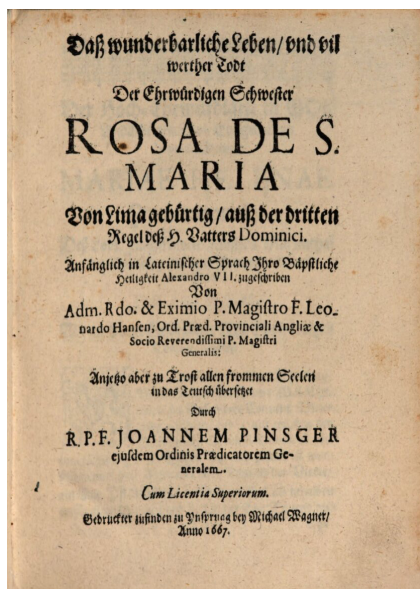 Daß wunderbarliche Leben/ vnd vil
werther Todt
Der Ehrwürdigen Schwester
ROSA DE S.
MARIA
Von Lima gebürtig/ auß der dritten
Regel deß H. Vatters Dominici.
Anfänglich in Lateinischer Sprach Ihro Bäpstliche
Heiligkeit Alexandro VII. zugeschriben
Von
Adm. Rdo. & Eximio P. Magistro F. Leo-
nardo Hansen, Ord. Præd. Provinciali Angliæ &
Socio Reverendissimi P. Magistri
Generalis:
Anjetzo aber zu Trost allen frommen Seelen
in das Teutsch übersetzet
Durch
R. P. F. JOANNEM PINSGER
ejusdem Ordinis Prædicatorem Ge-
neralem.
Cum Licentia Superiorum.
Gedruckter zufinden zu Ynsprugg bey Michael Wagner/
Anno 1667.